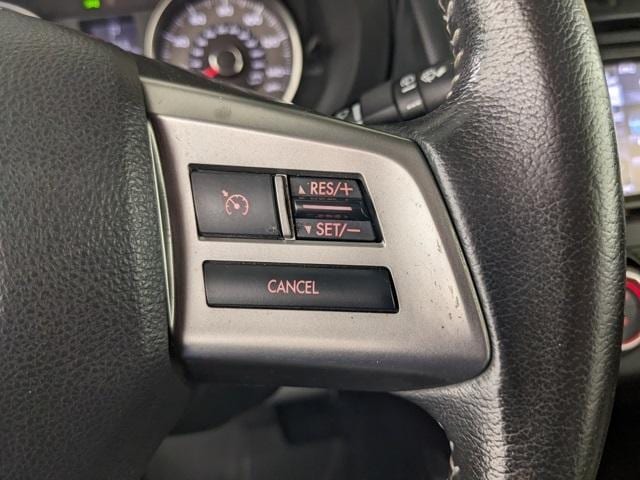 ▲ RES/+
▼ SET/−
CANCEL